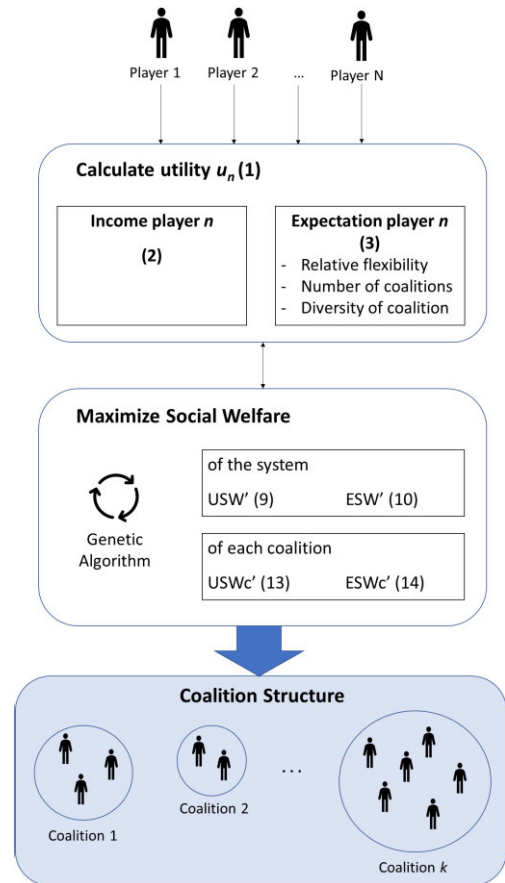 Player 1
Player 2
...
Player N
Calculate utility uₙ(1)
Income player n
(2)
Expectation player n
(3)
- Relative flexibility
- Number of coalitions
- Diversity of coalition
Maximize Social Welfare
Genetic
Algorithm
of the system
USW' (9) ESW' (10)
of each coalition
USWc' (13) ESWc' (14)
Coalition Structure
...
Coalition 1
Coalition 2
Coalition k